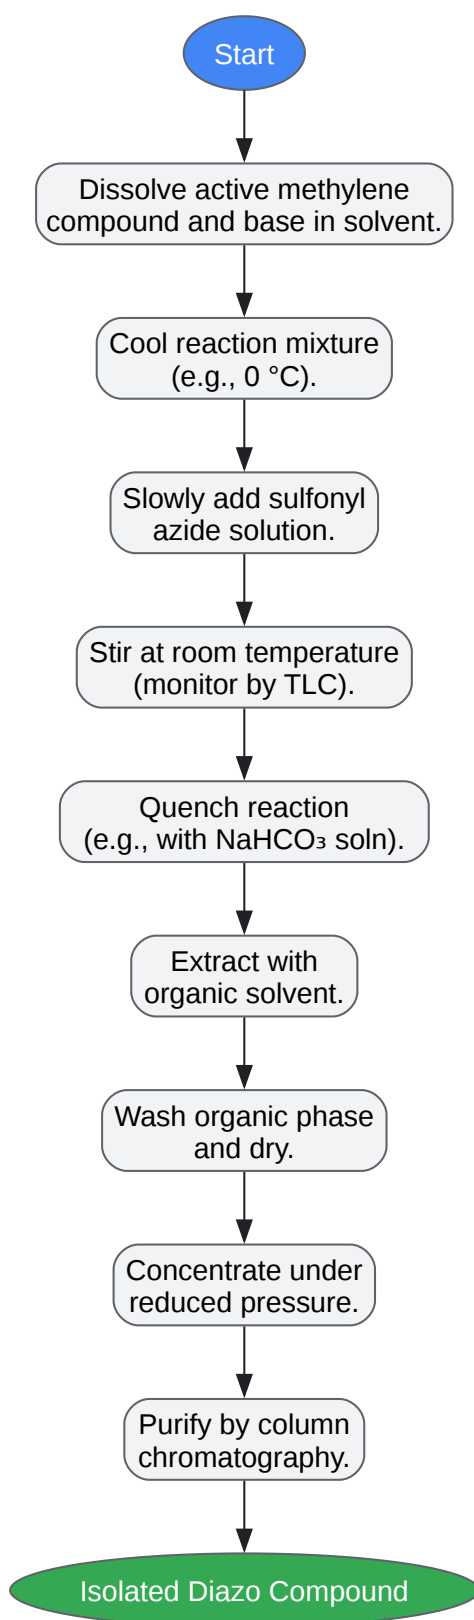 Start
Dissolve active methylene
compound and base in solvent.
Cool reaction mixture
(e.g., 0 °C).
Slowly add sulfonyl
azide solution.
Stir at room temperature
(monitor by TLC).
Quench reaction
(e.g., with NaHCO₃ soln).
Extract with
organic solvent.
Wash organic phase
and dry.
Concentrate under
reduced pressure.
Purify by column
chromatography.
Isolated Diazo Compound